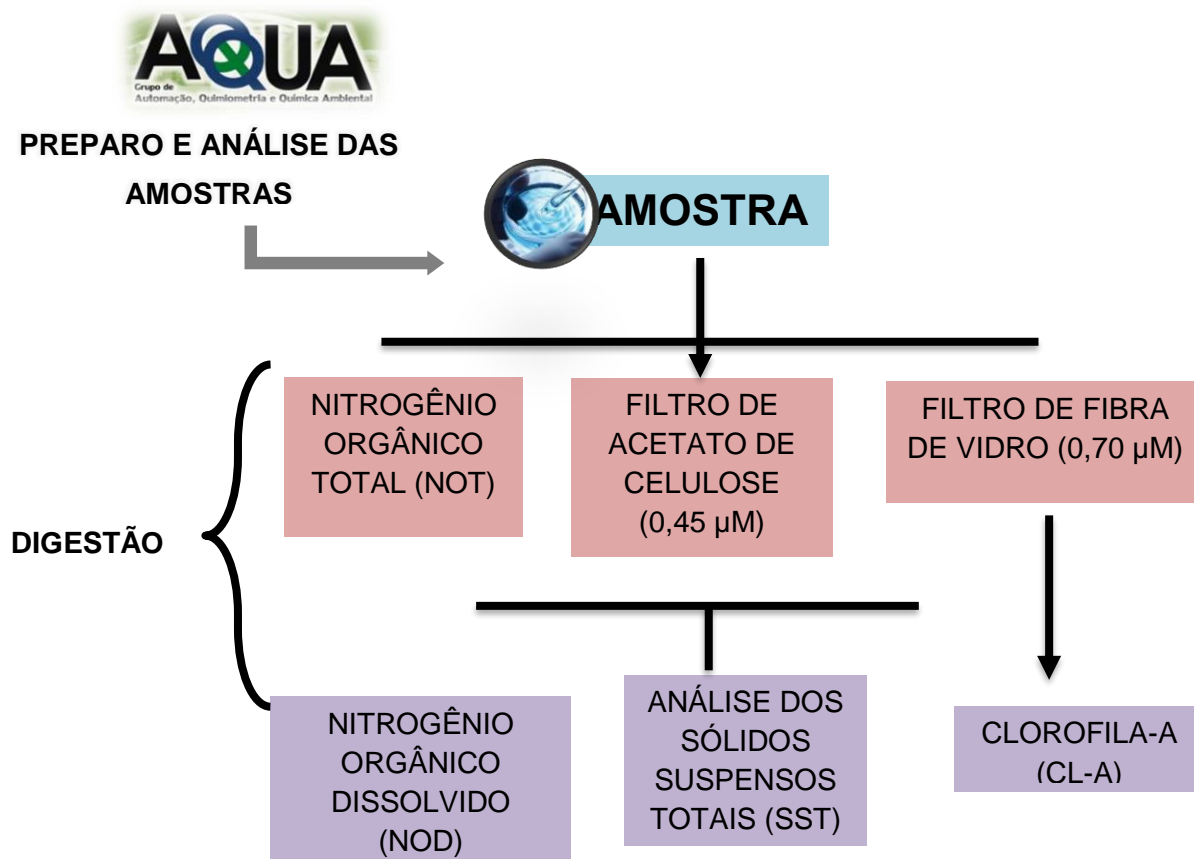 AQUA
Grupo de
Automação, Quimiometria e Química Ambiental
PREPARO E ANÁLISE DAS
AMOSTRAS
AMOSTRA
NITROGÊNIO
ORGÂNICO
TOTAL (NOT)
FILTRO DE
ACETATO DE
CELULOSE
(0,45 µM)
FILTRO DE FIBRA
DE VIDRO (0,70 µM)
DIGESTÃO
NITROGÊNIO
ORGÂNICO
DISSOLVIDO
(NOD)
ANÁLISE DOS
SÓLIDOS
SUSPENSOS
TOTAIS (SST)
CLOROFILA-A
(CL-A)